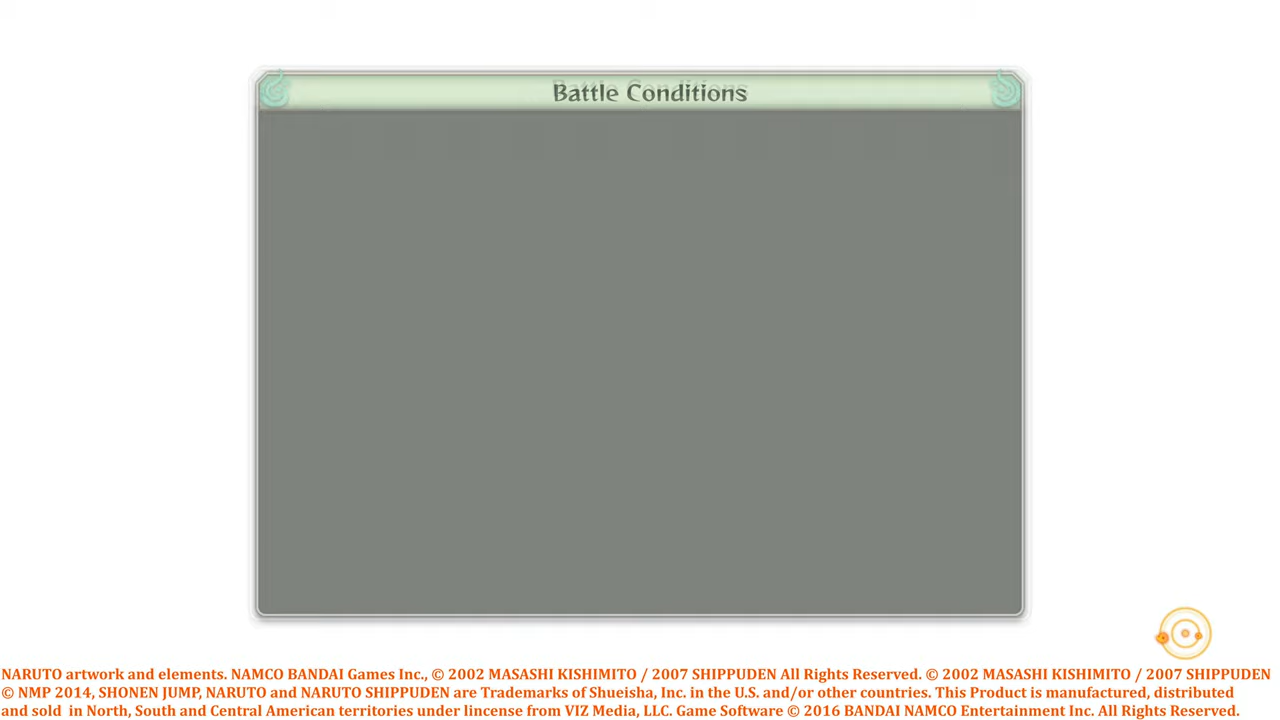 Battle Conditions
NARUTO artwork and elements. NAMCO BANDAI Games Inc., © 2002 MASASHI KISHIMITO / 2007 SHIPPUDEN All Rights Reserved. © 2002 MASASHI KISHIMITO / 2007 SHIPPUDEN
© NMP 2014, SHONEN JUMP, NARUTO and NARUTO SHIPPUDEN are Trademarks of Shueisha, Inc. in the U.S. and/or other countries. This Product is manufactured, distributed
and sold in North, South and Central American territories under lincense from VIZ Media, LLC. Game Software © 2016 BANDAI NAMCO Entertainment Inc. All Rights Reserved.